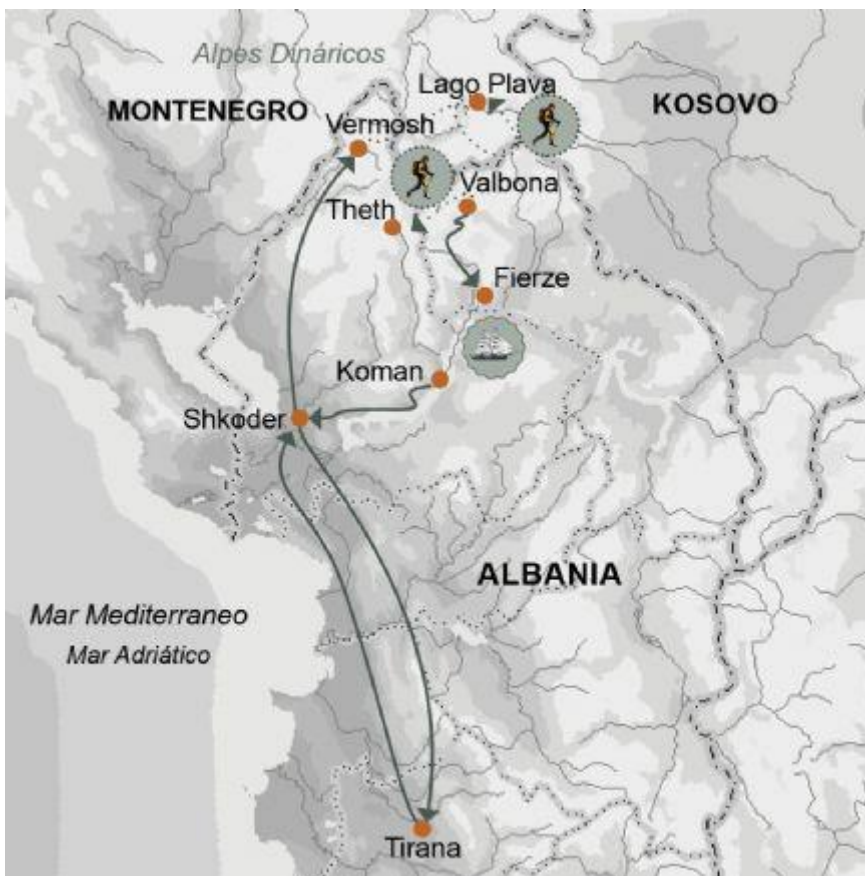 Alpes Dináricos
Lago Plava
MONTENEGRO
KOSOVO
Vermosh
Valbona
Theth
Fierze
Koman
Shkoder
ALBANIA
Mar Mediterraneo
Mar Adriático
Tirana